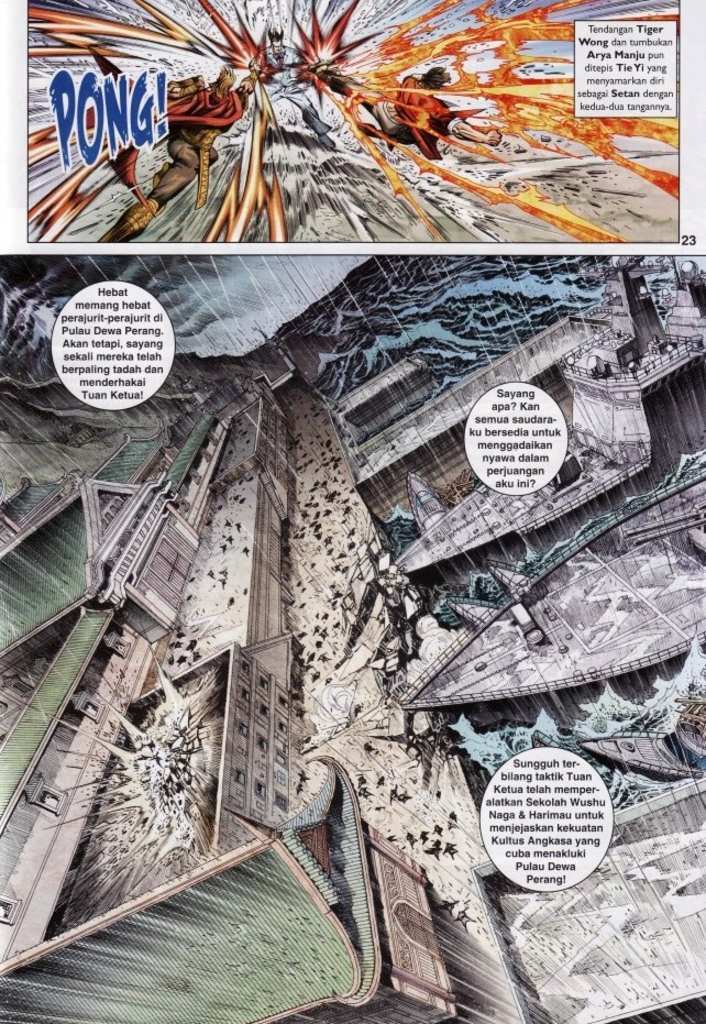 Tendangan Tiger
Wong dan tumbukan
Arya Manju pun
ditepis Tie Yi yang
menyamarkan diri
sebagai Setan dengan
kedua-dua tangannya.
PONG!
23
Hebat
memang hebat
perajurit-perajurit di
Pulau Dewa Perang.
Akan tetapi, sayang
sekali mereka telah
berpaling tadah dan
menderhakai
Tuan Ketua!
Sayang
apa? Kan
semua saudara-
ku bersedia untuk
menggadaikan
nyawa dalam
perjuangan
aku ini?
Sungguh ter-
bilang taktik Tuan
Ketua telah memper-
alatkan Sekolah Wushu
Naga & Harimau untuk
menjejaskan kekuatan
Kultus Angkasa yang
cuba menakluki
Pulau Dewa
Perang!